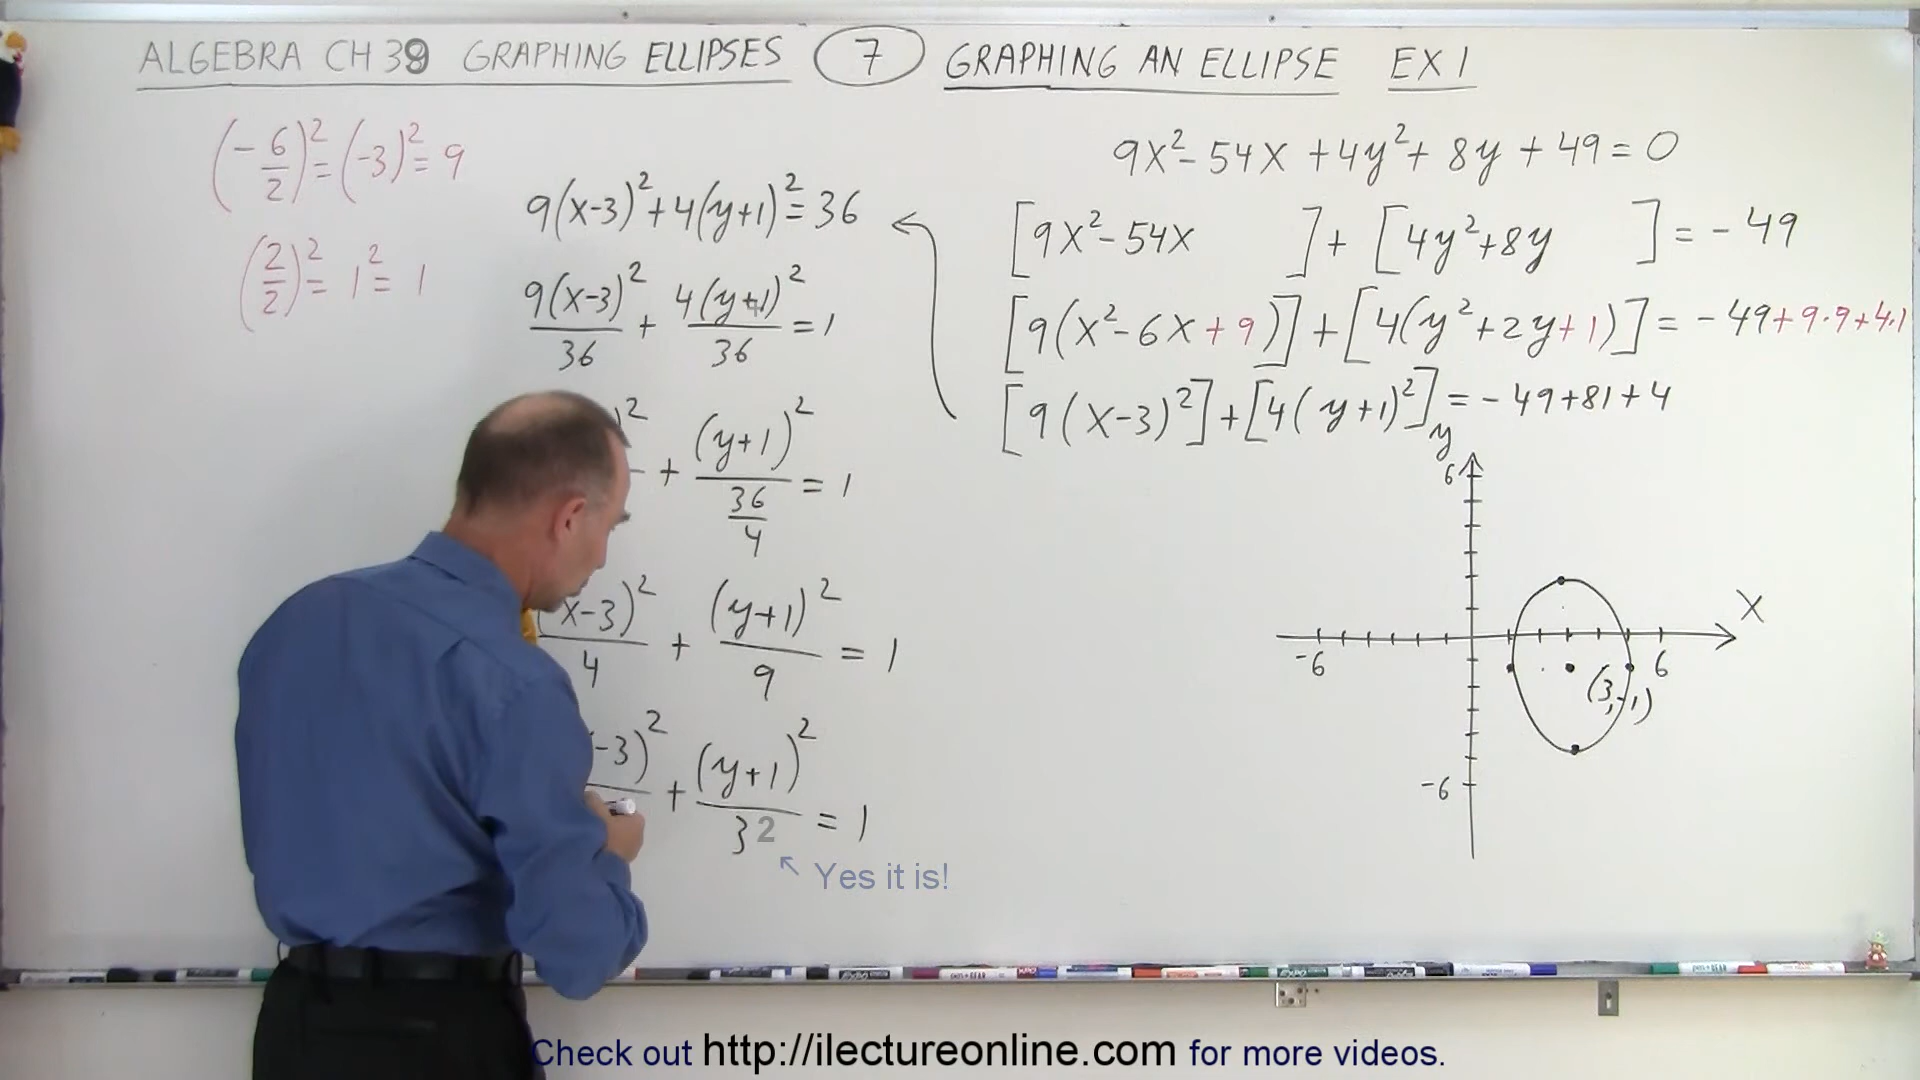 ALGEBRA CH 39 GRAPHING ELLIPSES 7 GRAPHING AN ELLIPSE EX 1
(-6/2)² = (-3)² = 9
(2/2)² = 1² = 1
9(x-3)² + 4(y+1)² = 36
9(x-3)²/36 + 4(y+1)²/36 = 1
)² + (y+1)²/(36/4) = 1
x-3)²/4 + (y+1)²/9 = 1
-3)² + (y+1)²/3² = 1
↖ Yes it is!
9x² - 54x + 4y² + 8y + 49 = 0
[9x² - 54x ] + [4y² + 8y ] = -49
[9(x² - 6x + 9)] + [4(y² + 2y + 1)] = -49 + 9·9 + 4·1
[9(x-3)²] + [4(y+1)²] = -49 + 81 + 4
y
6
X
-6
6
(3,-1)
-6
Check out http://ilectureonline.com for more videos.